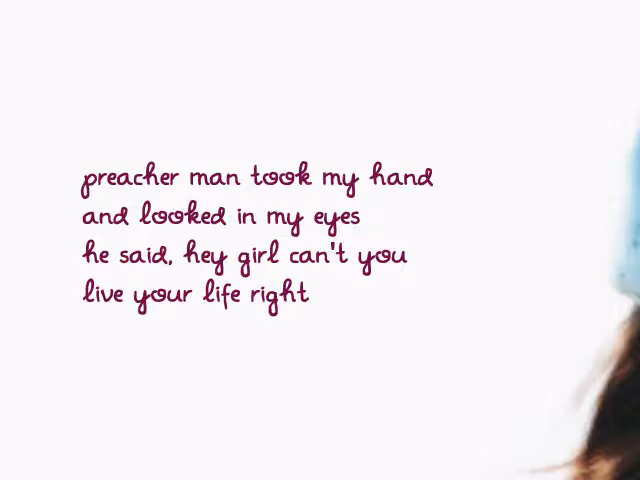 preacher man took my hand
and looked in my eyes
he said, hey girl can't you
live your life right